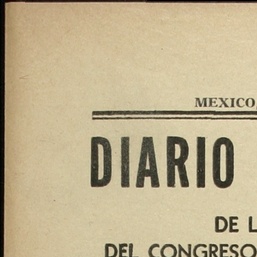 MEXICO,
DIARIO
DE L
DEL CONGRESO